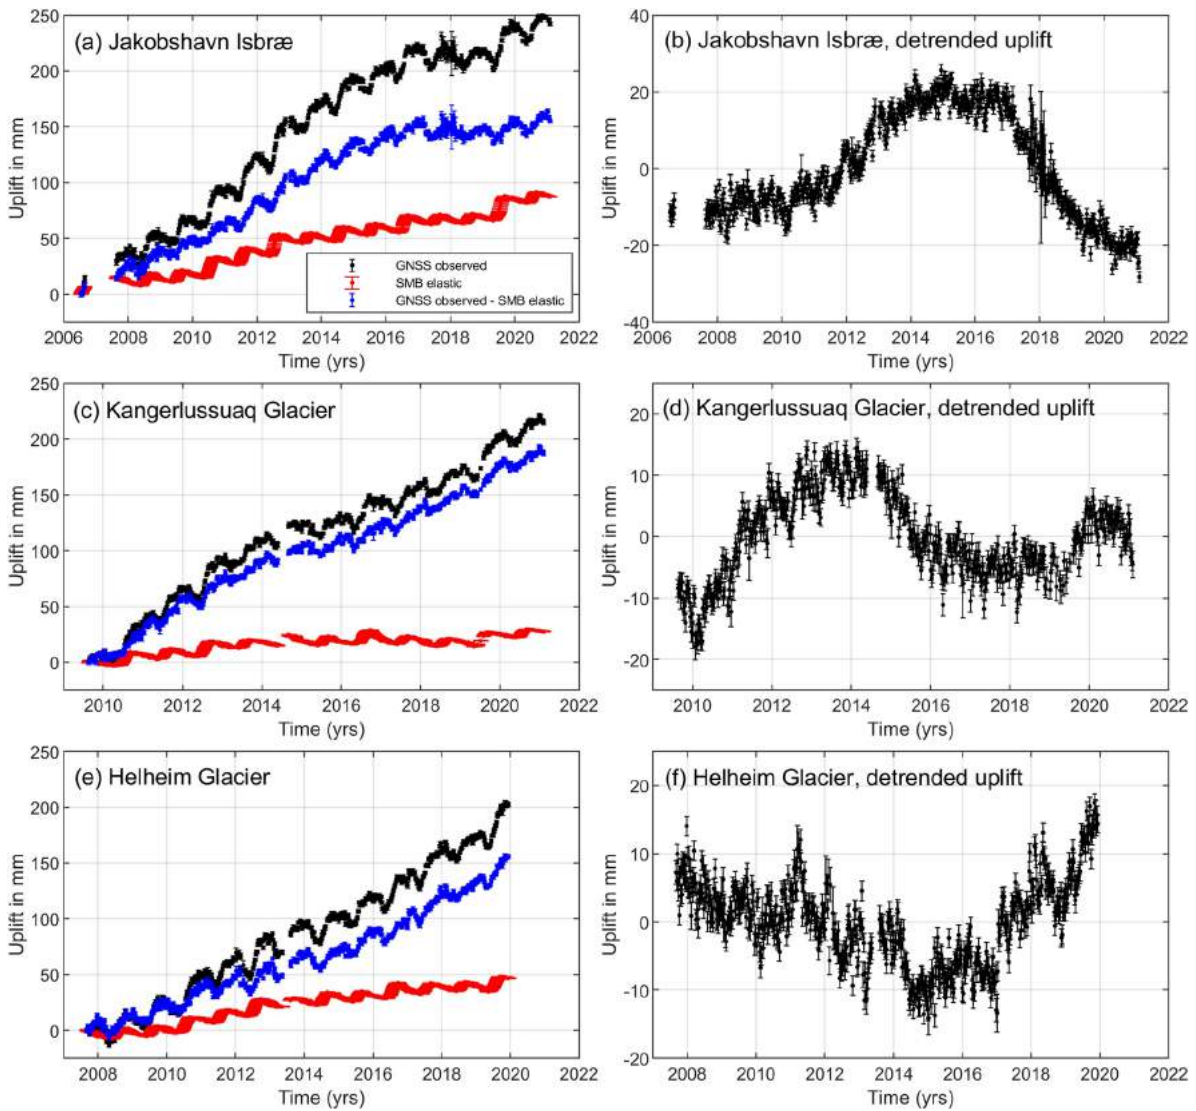 (a) Jakobshavn Isbræ
Uplift in mm
250
200
150
100
50
0
GNSS observed
SMB elastic
GNSS observed - SMB elastic
2006 2008 2010 2012 2014 2016 2018 2020 2022
Time (yrs)
(b) Jakobshavn Isbræ, detrended uplift
Uplift in mm
40
20
0
-20
-40
2006 2008 2010 2012 2014 2016 2018 2020 2022
Time (yrs)
(c) Kangerlussuaq Glacier
Uplift in mm
250
200
150
100
50
0
2010 2012 2014 2016 2018 2020 2022
Time (yrs)
(d) Kangerlussuaq Glacier, detrended uplift
Uplift in mm
20
10
0
-10
-20
2010 2012 2014 2016 2018 2020 2022
Time (yrs)
(e) Helheim Glacier
Uplift in mm
250
200
150
100
50
0
2008 2010 2012 2014 2016 2018 2020 2022
Time (yrs)
(f) Helheim Glacier, detrended uplift
Uplift in mm
20
10
0
-10
-20
2008 2010 2012 2014 2016 2018 2020 2022
Time (yrs)